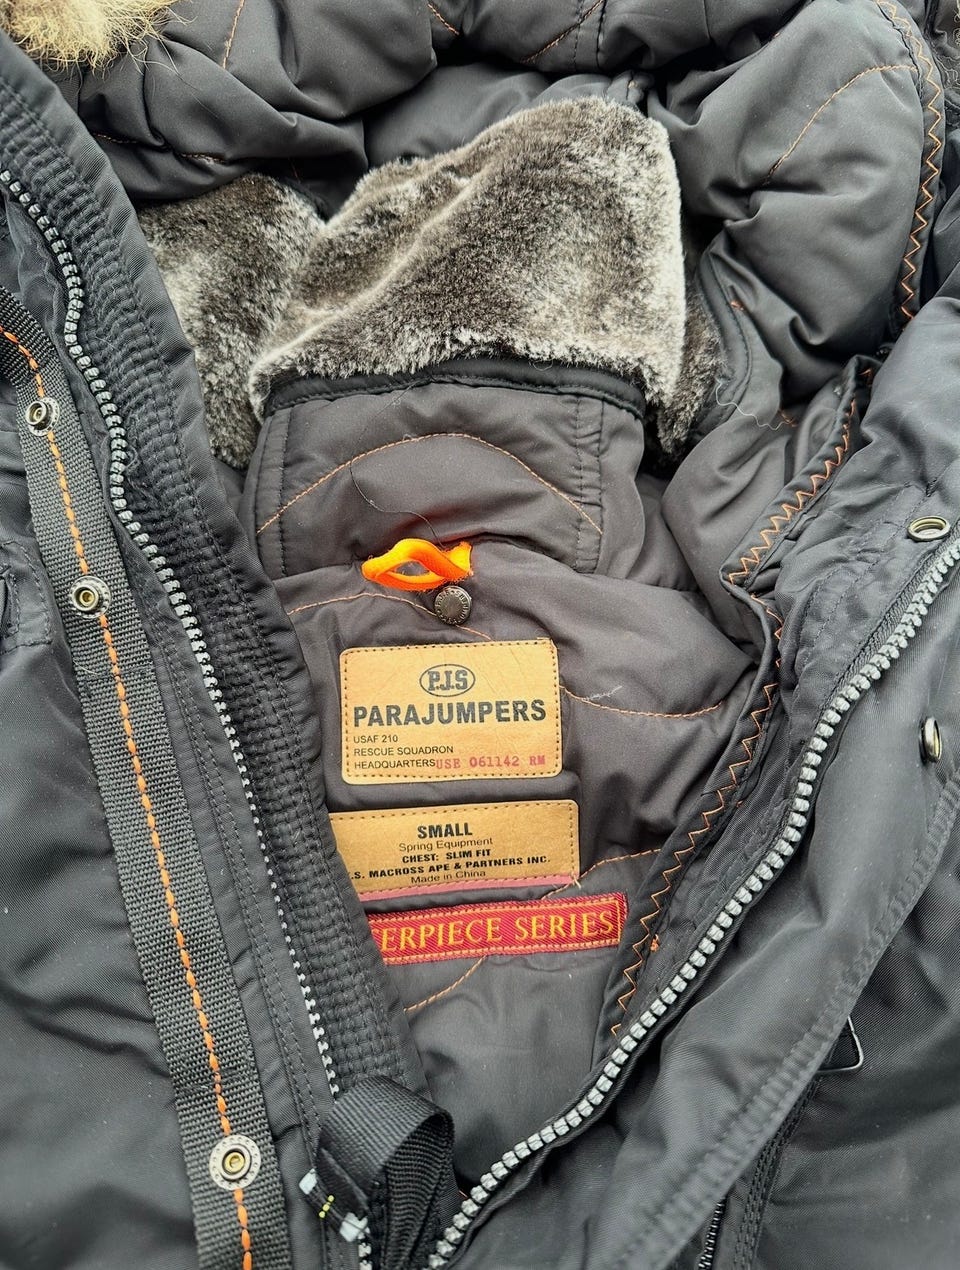 P.J.S
PARAJUMPERS
USAF 210
RESCUE SQUADRON
HEADQUARTERS USE 061142 RM
SMALL
Spring Equipment
CHEST: SLIM FIT
.S. MACROSS APE & PARTNERS INC.
Made in China
ERPIECE SERIES